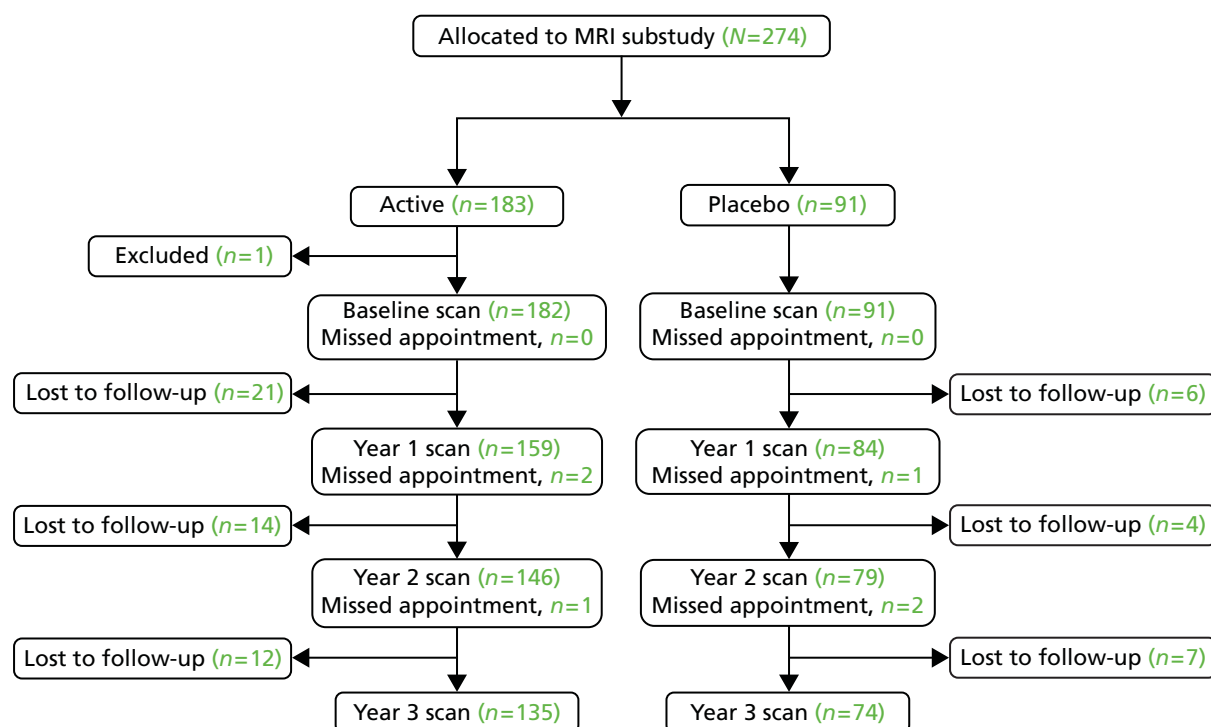 Allocated to MRI substudy (N=274)
Active (n=183)
Placebo (n=91)
Excluded (n=1)
Baseline scan (n=182)
Missed appointment, n=0
Baseline scan (n=91)
Missed appointment, n=0
Lost to follow-up (n=21)
Lost to follow-up (n=6)
Year 1 scan (n=159)
Missed appointment, n=2
Year 1 scan (n=84)
Missed appointment, n=1
Lost to follow-up (n=14)
Lost to follow-up (n=4)
Year 2 scan (n=146)
Missed appointment, n=1
Year 2 scan (n=79)
Missed appointment, n=2
Lost to follow-up (n=12)
Lost to follow-up (n=7)
Year 3 scan (n=135)
Year 3 scan (n=74)